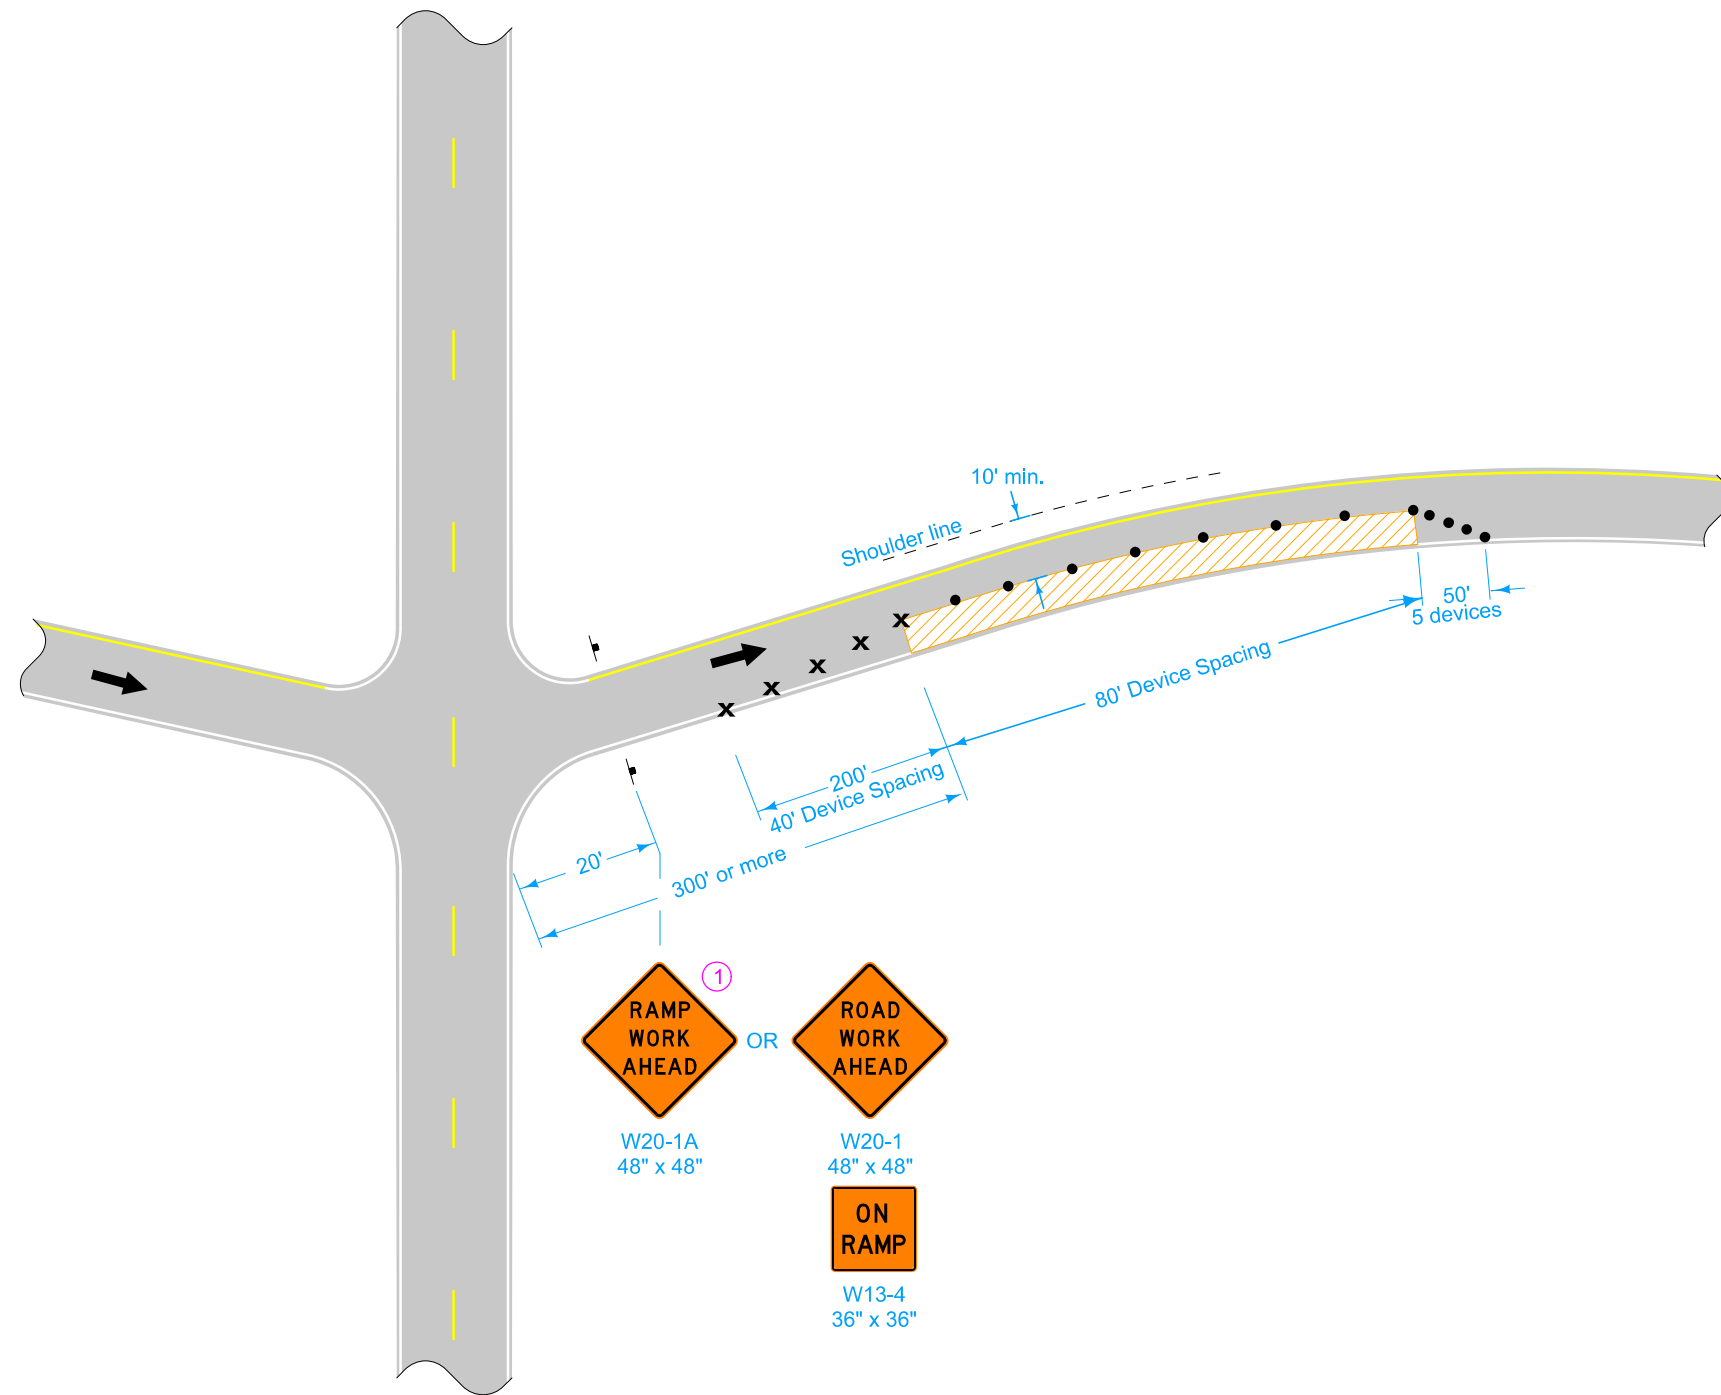 10' min.
Shoulder line
50'
5 devices
80' Device Spacing
200'
40' Device Spacing
20'
300' or more
1
RAMP
WORK
AHEAD
OR
ROAD
WORK
AHEAD
W20-1A
48" x 48"
W20-1
48" x 48"
ON
RAMP
W13-4
36" x 36"